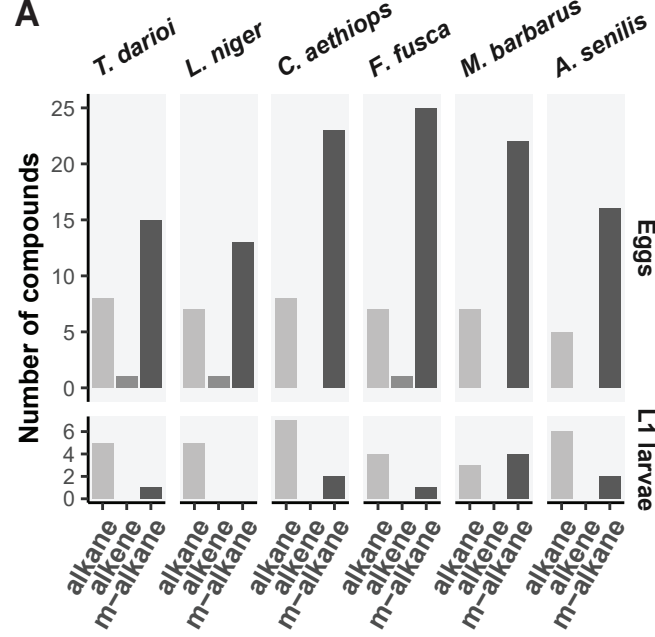 A
T. darioi
L. niger
C. aethiops
F. fusca
M. barbarus
A. senilis
Number of compounds
25
20
15
10
5
0
Eggs
6
4
2
0
L1 larvae
alkane
alkene
m−alkane
alkane
alkene
m−alkane
alkane
alkene
m−alkane
alkane
alkene
m−alkane
alkane
alkene
m−alkane
alkane
alkene
m−alkane